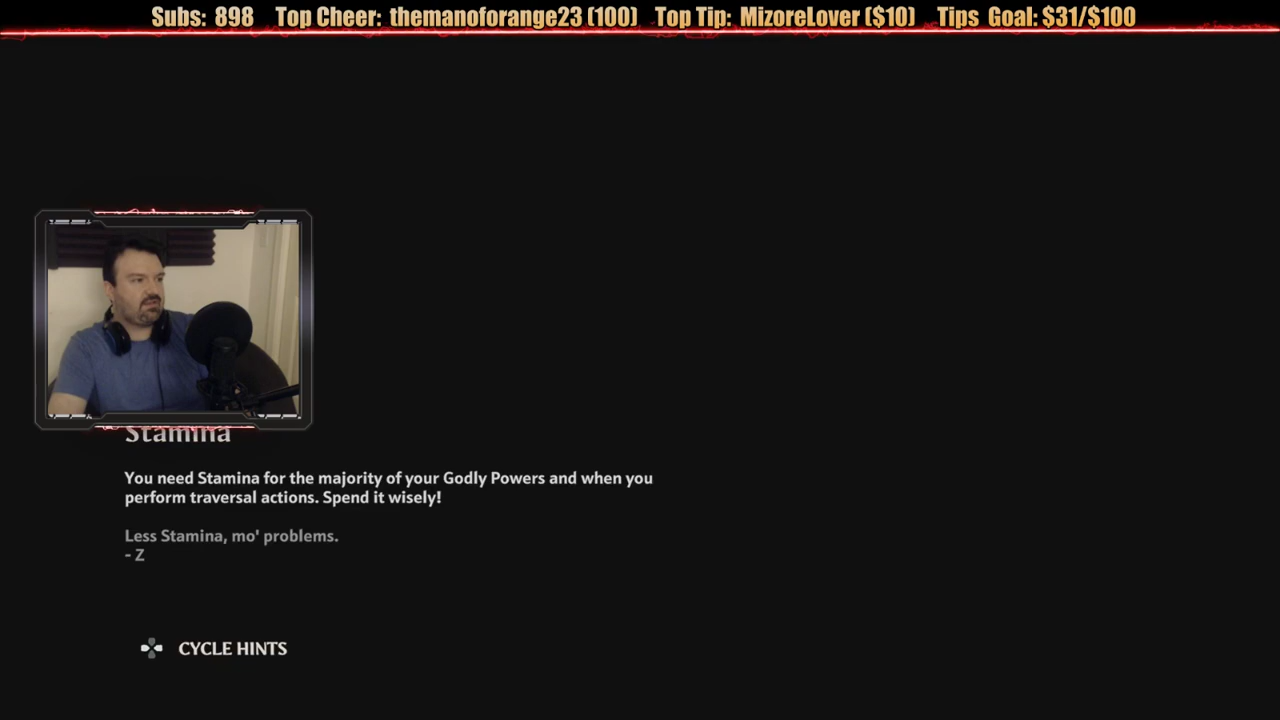 Subs: 898 Top Cheer: themanoforange23 (100) Top Tip: MizoreLover ($10) Tips Goal: $31/$100
Stamina
You need Stamina for the majority of your Godly Powers and when you
perform traversal actions. Spend it wisely!
Less Stamina, mo' problems.
- Z
CYCLE HINTS